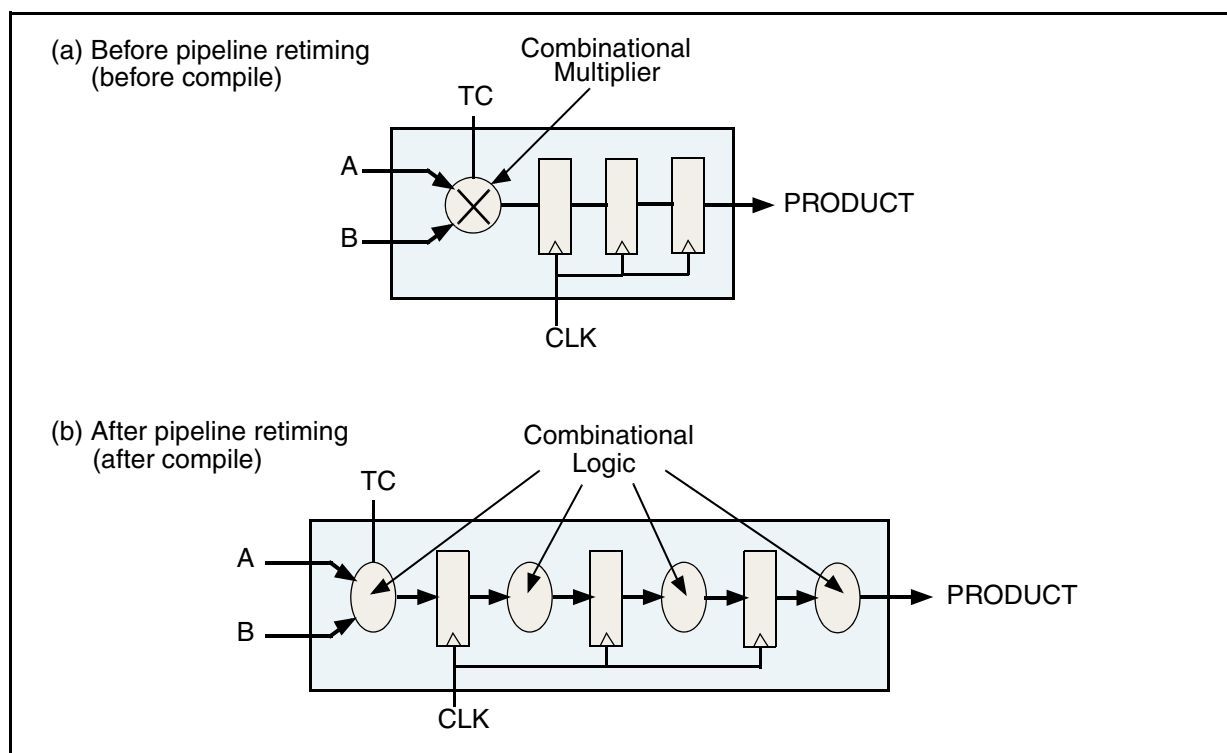 (a) Before pipeline retiming
(before compile)
Combinational
Multiplier
TC
A
B
PRODUCT
CLK
(b) After pipeline retiming
(after compile)
Combinational
Logic
TC
A
B
PRODUCT
CLK